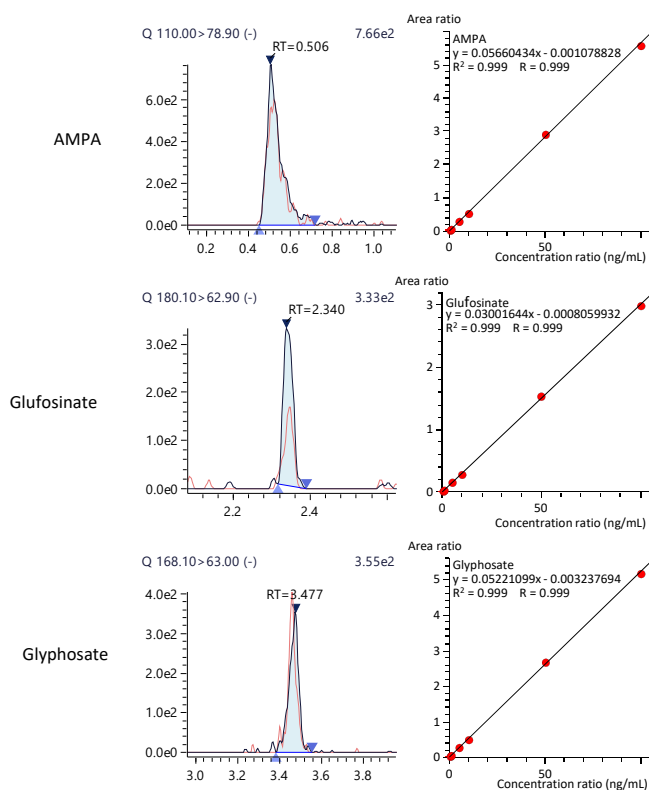 AMPA
Q 110.00>78.90 (-) 7.66e2
RT=0.506
6.0e2
4.0e2
2.0e2
0.0e0
0.2 0.4 0.6 0.8 1.0
Area ratio
AMPA
y = 0.05660434x - 0.001078828
R² = 0.999 R = 0.999
5
4
3
2
1
0
0 50
Concentration ratio (ng/mL)
Glufosinate
Q 180.10>62.90 (-) 3.33e2
RT=2.340
3.0e2
2.0e2
1.0e2
0.0e0
2.2 2.4
Area ratio
Glufosinate
y = 0.03001644x - 0.0008059932
R² = 0.999 R = 0.999
3
2
1
0
0 50
Concentration ratio (ng/mL)
Glyphosate
Q 168.10>63.00 (-) 3.55e2
RT=3.477
4.0e2
3.0e2
2.0e2
1.0e2
0.0e0
3.0 3.2 3.4 3.6 3.8
Area ratio
Glyphosate
y = 0.05221099x - 0.003237694
R² = 0.999 R = 0.999
5
4
3
2
1
0
0 50
Concentration ratio (ng/mL)